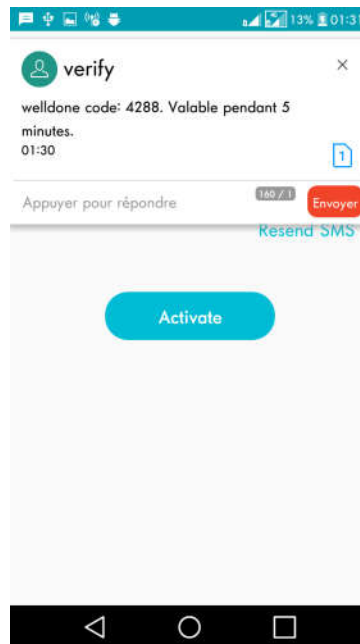 13% 01:31
verify
welldone code: 4288. Valable pendant 5
minutes.
01:30
1
Appuyer pour répondre
160 / 1
Envoyer
Resend SMS
Activate